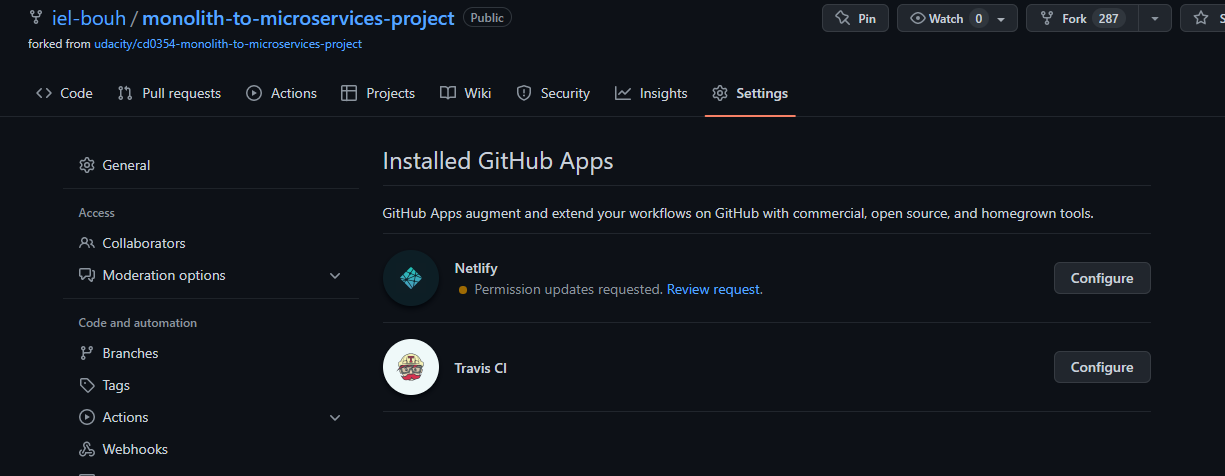 iel-bouh / monolith-to-microservices-project Public Pin Watch 0 Fork 287
forked from udacity/cd0354-monolith-to-microservices-project
Code Pull requests Actions Projects Wiki Security Insights Settings
General
Access
Collaborators
Moderation options
Code and automation
Branches
Tags
Actions
Webhooks
Installed GitHub Apps
GitHub Apps augment and extend your workflows on GitHub with commercial, open source, and homegrown tools.
Netlify
Permission updates requested. Review request.
Configure
Travis CI
Configure